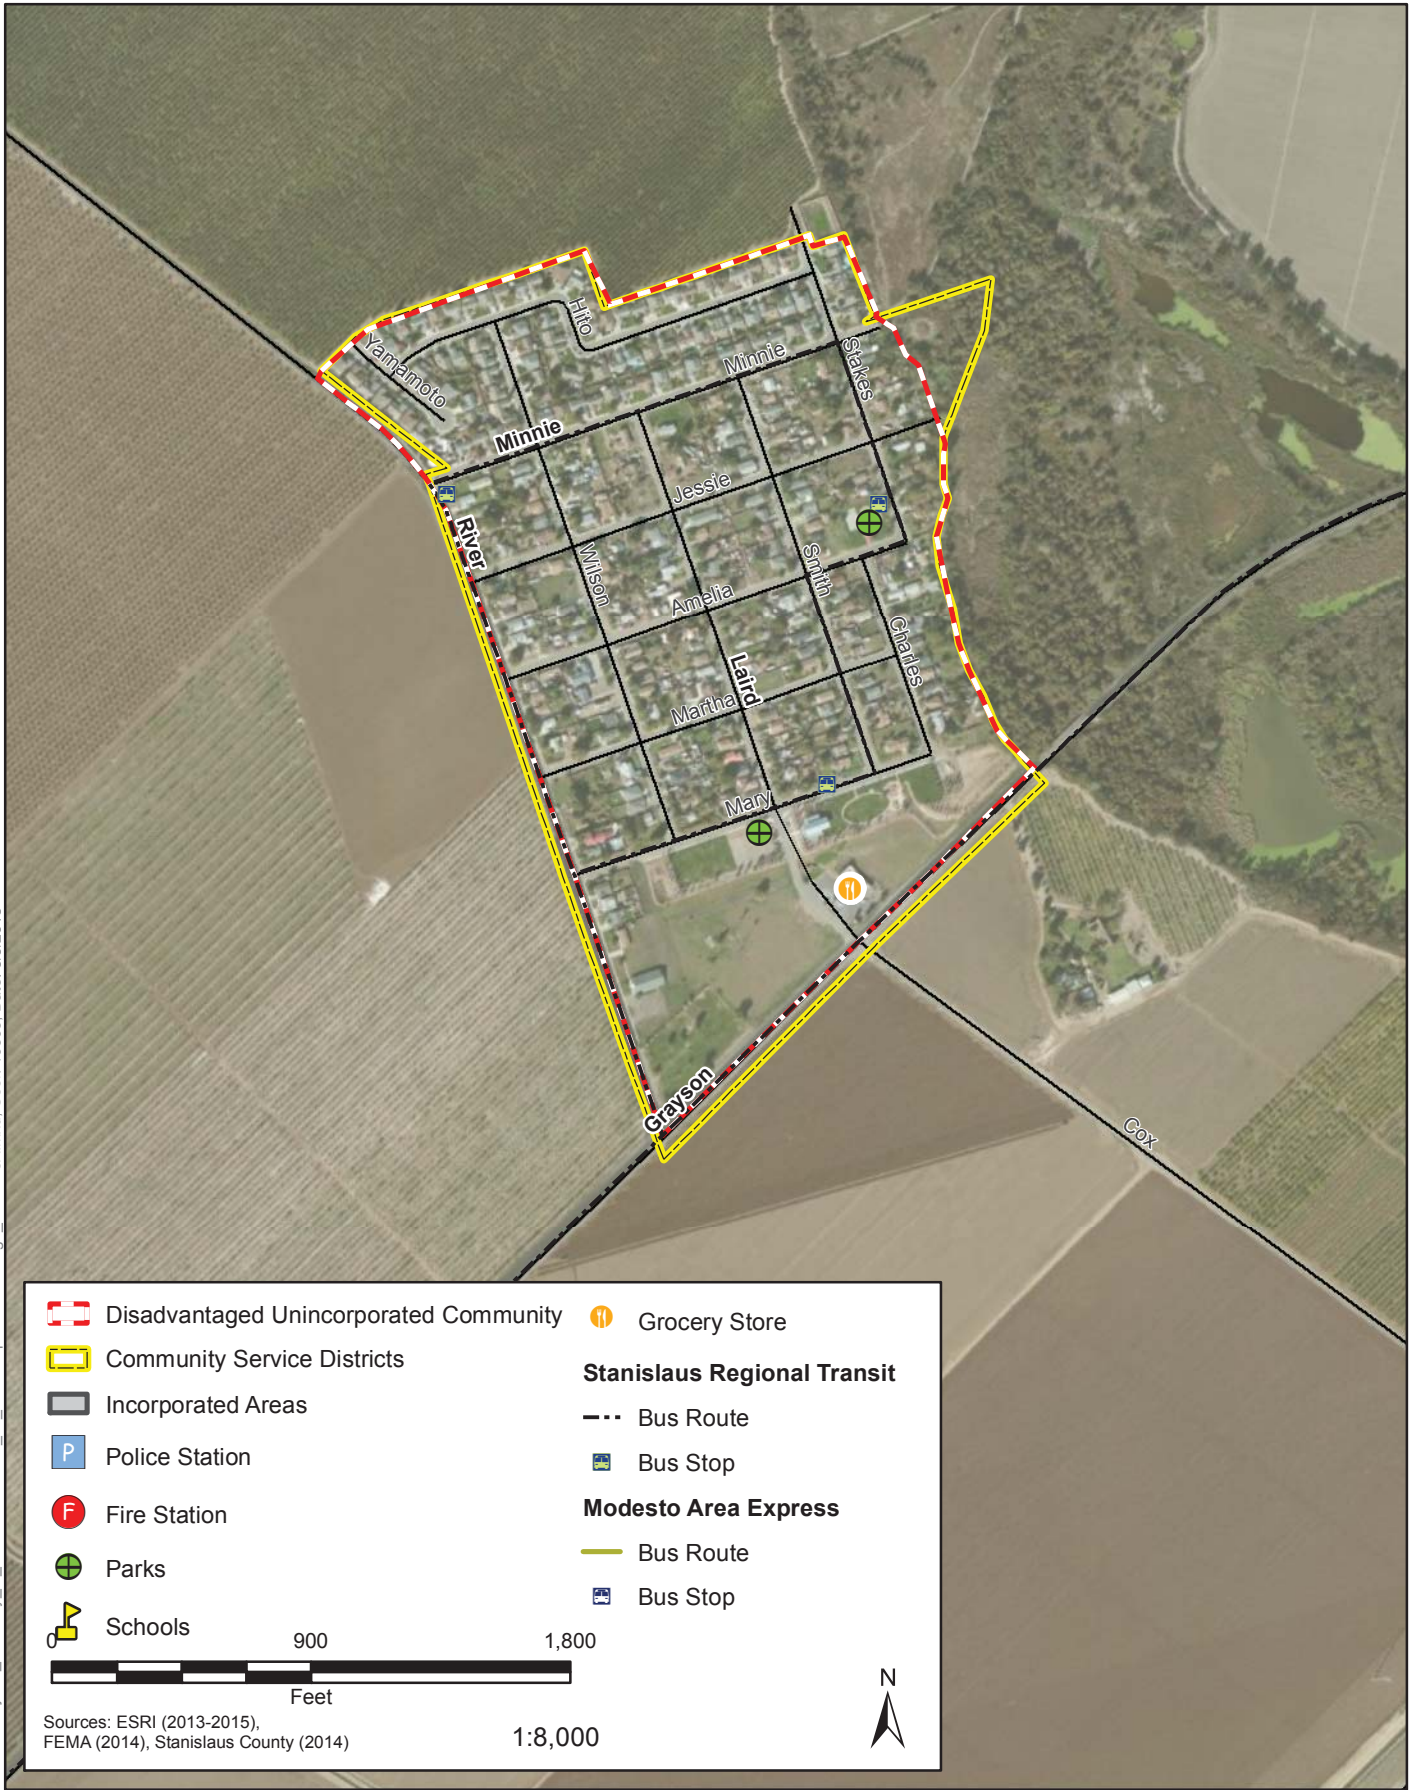 Hito
Yamamoto
Minnie
Stakes
Minnie
Jessie
River
Wilson
Smith
Amelia
Charles
Laird
Martha
Mary
Grayson
Cox
Disadvantaged Unincorporated Community
Community Service Districts
Incorporated Areas
P
Police Station
F
Fire Station
Parks
Schools
Grocery Store
Stanislaus Regional Transit
Bus Route
Bus Stop
Modesto Area Express
Bus Route
Bus Stop
0 900 1,800
Feet
Sources: ESRI (2013-2015),
FEMA (2014), Stanislaus County (2014)
1:8,000
N